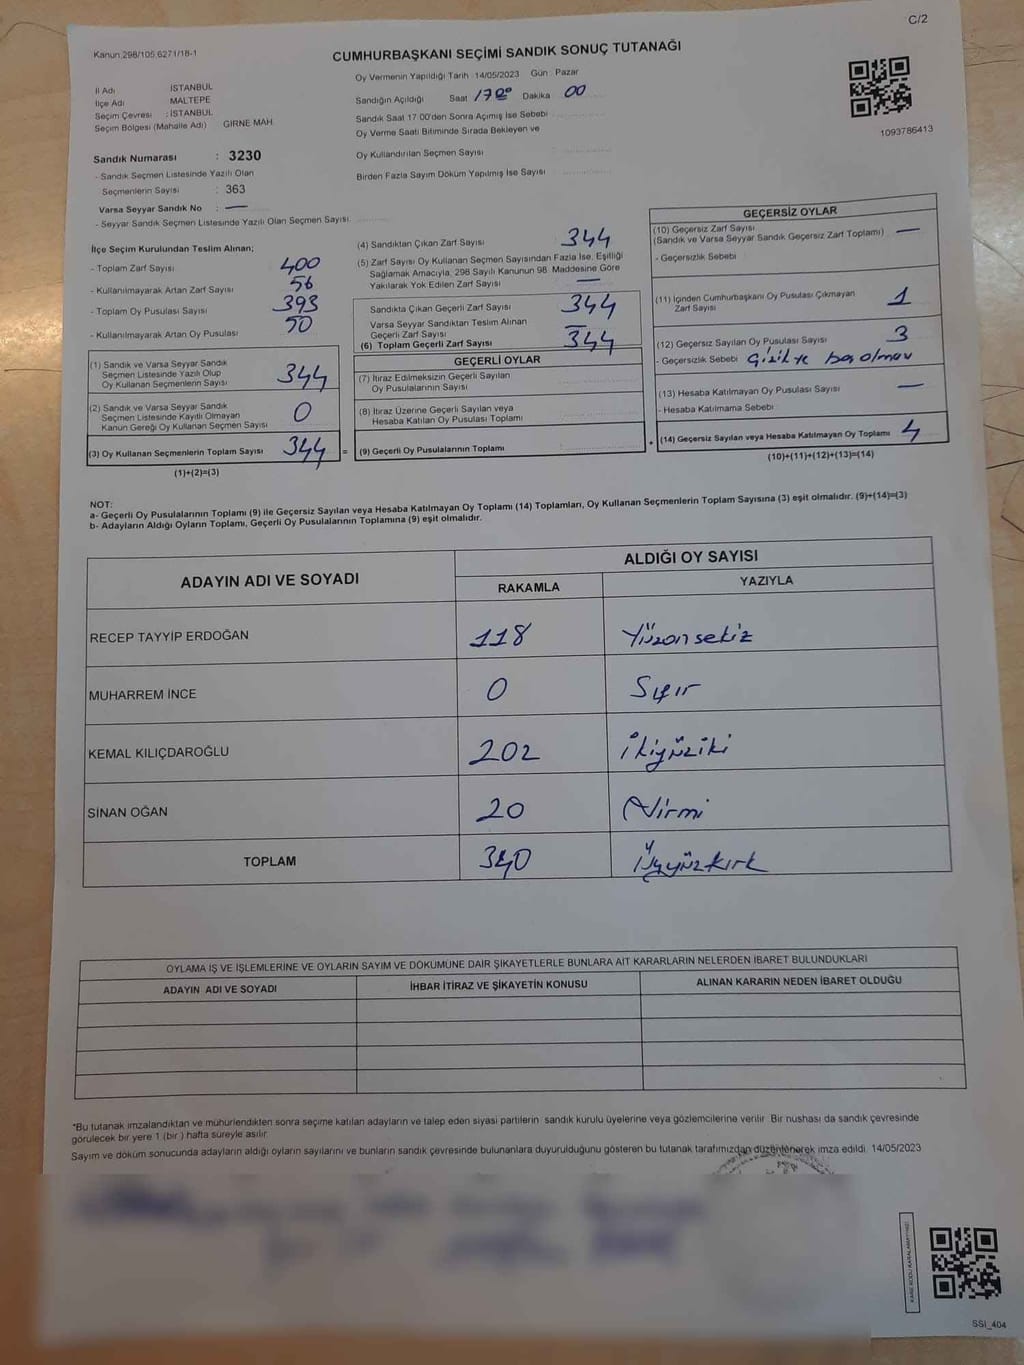 C/2
Kanun 298/105,6271/18-1
CUMHURBAŞKANI SEÇİMİ SANDIK SONUÇ TUTANAĞI
Oy Vermenin Yapıldığı Tarih : 14/05/2023 Gün : Pazar
İl Adı : İSTANBUL
İlçe Adı : MALTEPE
Seçim Çevresi : İSTANBUL
Seçim Bölgesi (Mahalle Adı) : GİRNE MAH.
Sandığın Açıldığı Saat 17:00 Dakika 00
Sandık Saat 17:00'den Sonra Açımış İse Sebebi
Oy Verme Saati Bitiminde Sırada Bekleyen ve
Oy Kullandırılan Seçmen Sayısı
Birden Fazla Sayım Döküm Yapılmış İse Sayısı
1093786413
Sandık Numarası : 3230
- Sandık Seçmen Listesinde Yazılı Olan
Seçmenlerin Sayısı : 363
Varsa Seyyar Sandık No : —
- Seyyar Sandık Seçmen Listesinde Yazılı Olan Seçmen Sayısı
İlçe Seçim Kurulundan Teslim Alınan;
- Toplam Zarf Sayısı 400
- Kullanılmayarak Artan Zarf Sayısı 56
- Toplam Oy Pusulası Sayısı 393
- Kullanılmayarak Artan Oy Pusulası 50
(1) Sandık ve Varsa Seyyar Sandık
Seçmen Listesinde Yazılı Olup
Oy Kullanan Seçmenlerin Sayısı 344
(2) Sandık ve Varsa Seyyar Sandık
Seçmen Listesinde Kayıtlı Olmayan
Kanun Gereği Oy Kullanan Seçmen Sayısı 0
(3) Oy Kullanan Seçmenlerin Toplam Sayısı 344 =
(1)+(2)=(3)
(4) Sandıktan Çıkan Zarf Sayısı 344
(5) Zarf Sayısı Oy Kullanan Seçmen Sayısından Fazla İse, Eşitliği
Sağlamak Amacıyla, 298 Sayılı Kanunun 98. Maddesine Göre
Yakılarak Yok Edilen Zarf Sayısı —
Sandıkta Çıkan Geçerli Zarf Sayısı 344
Varsa Seyyar Sandıktan Teslim Alınan
Geçerli Zarf Sayısı —
(6) Toplam Geçerli Zarf Sayısı 344
GEÇERLİ OYLAR
(7) İtiraz Edilmeksizin Geçerli Sayılan
Oy Pusulalarının Sayısı
(8) İtiraz Üzerine Geçerli Sayılan veya
Hesaba Katılan Oy Pusulası Toplamı
(9) Geçerli Oy Pusulalarının Toplamı +
GEÇERSİZ OYLAR
(10) Geçersiz Zarf Sayısı —
(Sandık ve Varsa Seyyar Sandık Geçersiz Zarf Toplamı)
- Geçersizlik Sebebi
(11) İçinden Cumhurbaşkanı Oy Pusulası Çıkmayan
Zarf Sayısı 1
(12) Geçersiz Sayılan Oy Pusulası Sayısı 3
- Geçersizlik Sebebi
(13) Hesaba Katılmayan Oy Pusulası Sayısı —
- Hesaba Katılmama Sebebi
(14) Geçersiz Sayılan veya Hesaba Katılmayan Oy Toplamı 4
(10)+(11)+(12)+(13)=(14)
NOT:
a- Geçerli Oy Pusulalarının Toplamı (9) ile Geçersiz Sayılan veya Hesaba Katılmayan Oy Toplamı (14) Toplamları, Oy Kullanan Seçmenlerin Toplam Sayısına (3) eşit olmalıdır. (9)+(14)=(3)
b- Adayların Aldığı Oyların Toplamı, Geçerli Oy Pusulalarının Toplamına (9) eşit olmalıdır.
ADAYIN ADI VE SOYADI
ALDIĞI OY SAYISI
RAKAMLA YAZIYLA
RECEP TAYYİP ERDOĞAN 118 Yüzonsekiz
MUHARREM İNCE 0 Sıfır
KEMAL KILIÇDAROĞLU 202 İkiyüziki
SİNAN OĞAN 20 Yirmi
TOPLAM 340 Üçyüzkırk
OYLAMA İŞ VE İŞLEMLERİNE VE OYLARIN SAYIM VE DÖKÜMÜNE DAİR ŞİKAYETLERLE BUNLARA AİT KARARLARIN NELERDEN İBARET BULUNDUKLARI
ADAYIN ADI VE SOYADI İHBAR İTİRAZ VE ŞİKAYETİN KONUSU ALINAN KARARIN NEDEN İBARET OLDUĞU
*Bu tutanak imzalandıktan ve mühürlendikten sonra seçime katılan adayların ve talep eden siyasi partilerin sandık kurulu üyelerine veya gözlemcilerine verilir. Bir nüshası da sandık çevresinde
görülecek bir yere 1 (bir ) hafta süreyle asılır.
Sayım ve döküm sonucunda adayların aldığı oyların sayılarını ve bunların sandık çevresinde bulunanlara duyurulduğunu gösteren bu tutanak tarafımızdan düzenlenerek imza edildi. 14/05/2023
KARE KODU KARALAMAYINIZ!
SSI_404